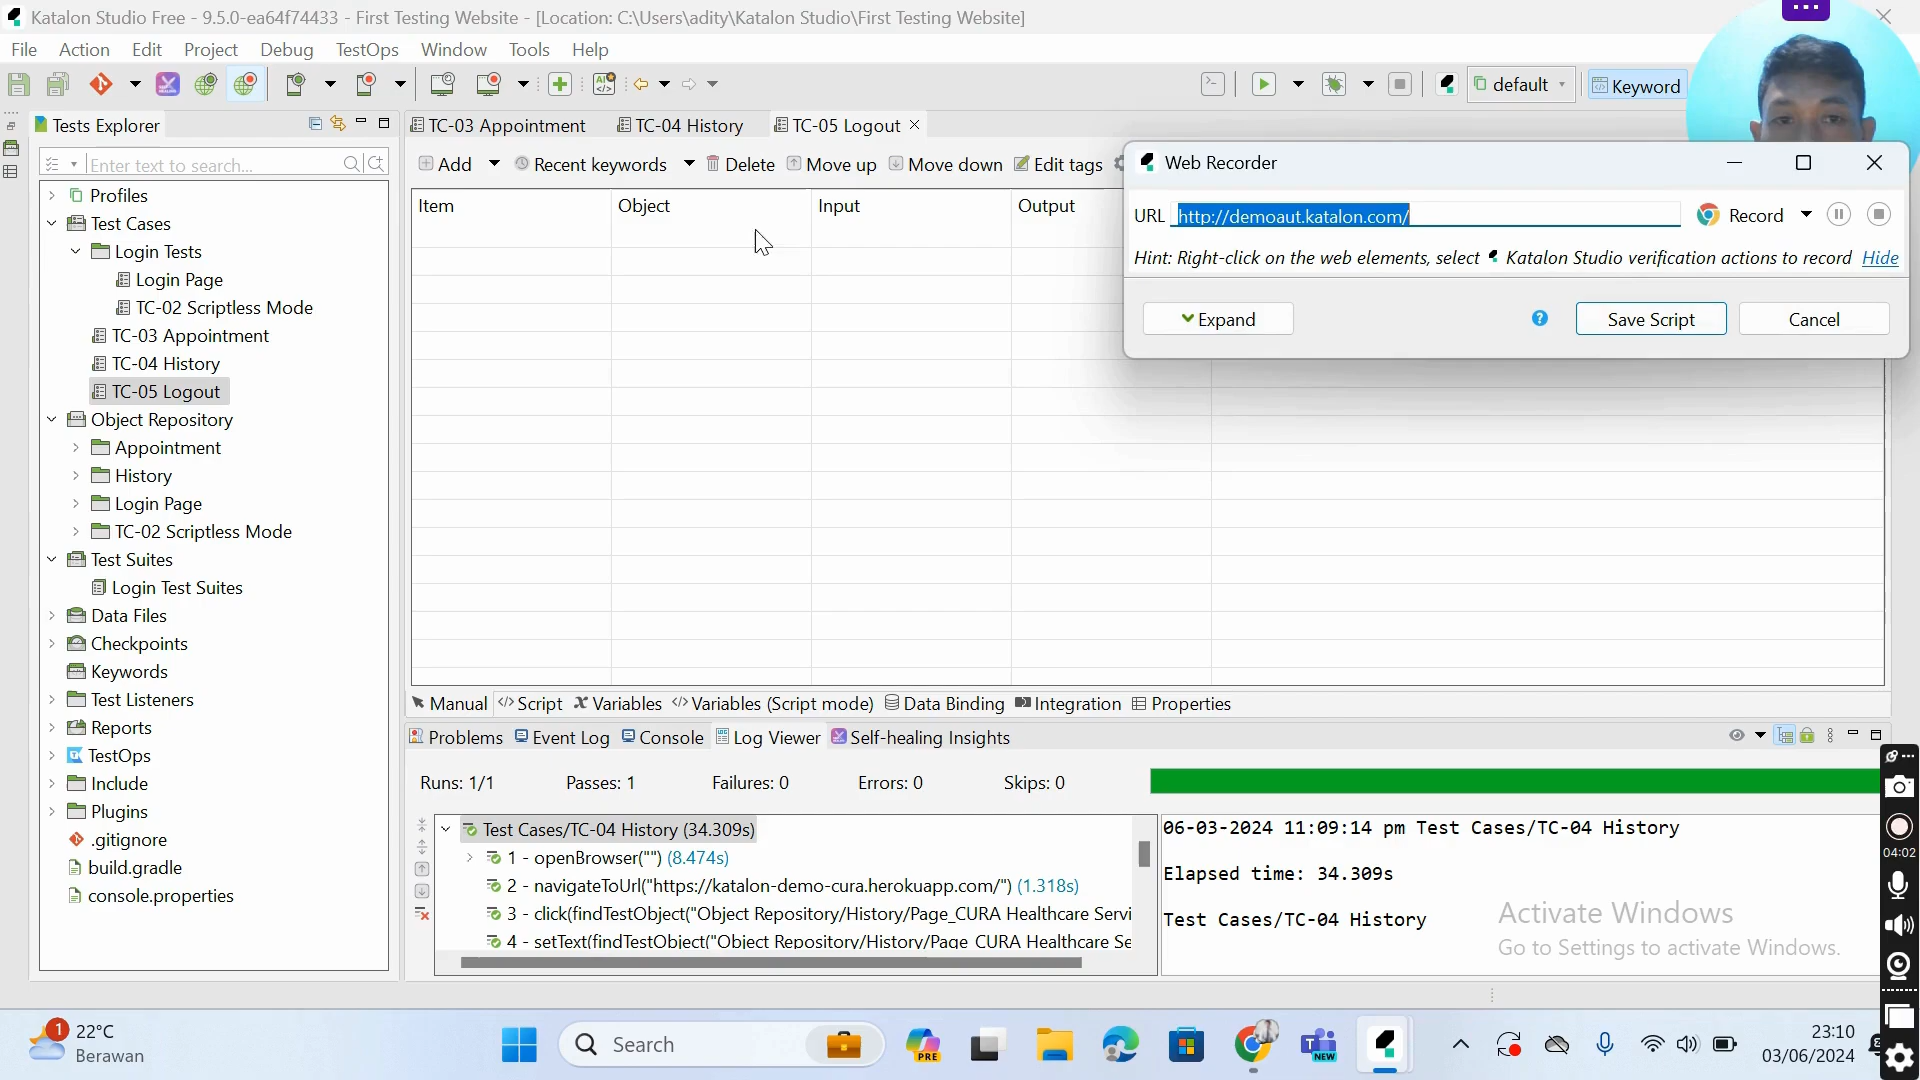 Katalon Studio Free - 9.5.0-ea64f74433 - First Testing Website - [Location: C:\Users\adity\Katalon Studio\First Testing Website]
File Action Edit Project Debug TestOps Window Tools Help
default
Keyword
Tests Explorer
TC-03 Appointment
TC-04 History
TC-05 Logout
Enter text to search...
Add
Recent keywords
Delete
Move up
Move down
Edit tags
Item
Object
Input
Output
Web Recorder
URL http://demoaut.katalon.com/
Record
Hint: Right-click on the web elements, select Katalon Studio verification actions to record Hide
Expand
?
Save Script
Cancel
Profiles
Test Cases
Login Tests
Login Page
TC-02 Scriptless Mode
TC-03 Appointment
TC-04 History
TC-05 Logout
Object Repository
Appointment
History
Login Page
TC-02 Scriptless Mode
Test Suites
Login Test Suites
Data Files
Checkpoints
Keywords
Test Listeners
Reports
TestOps
Include
Plugins
.gitignore
build.gradle
console.properties
Manual Script Variables Variables (Script mode) Data Binding Integration Properties
Problems Event Log Console Log Viewer Self-healing Insights
Runs: 1/1 Passes: 1 Failures: 0 Errors: 0 Skips: 0
Test Cases/TC-04 History (34.309s)
1 - openBrowser("") (8.474s)
2 - navigateToUrl("https://katalon-demo-cura.herokuapp.com/") (1.318s)
3 - click(findTestObject("Object Repository/History/Page_CURA Healthcare Servi
4 - setText(findTestObject("Object Repository/History/Page_CURA Healthcare Se
06-03-2024 11:09:14 pm Test Cases/TC-04 History
Elapsed time: 34.309s
Test Cases/TC-04 History
Activate Windows
Go to Settings to activate Windows.
04:02
1
22°C
Berawan
Search
PRE
NEW
23:10
03/06/2024